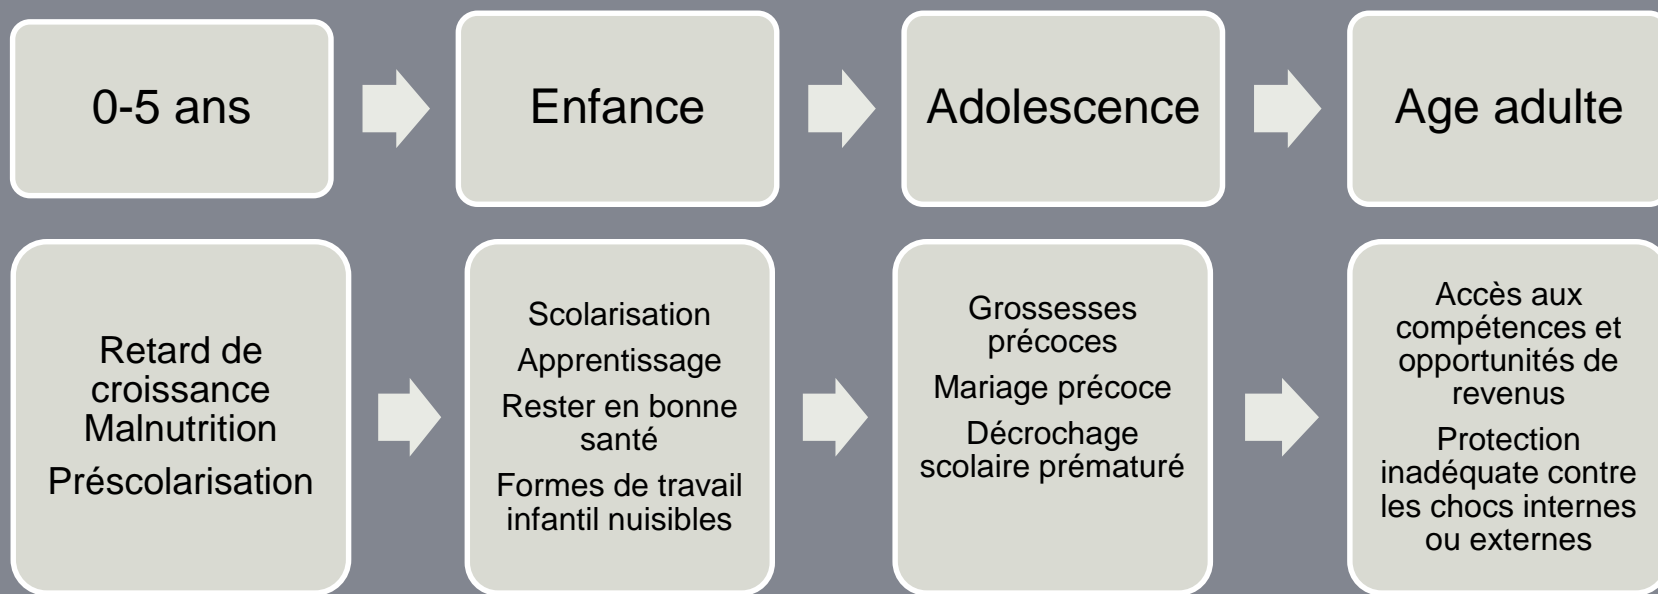 0-5 ans
Enfance
Adolescence
Age adulte
Retard de
croissance
Malnutrition
Préscolarisation
Scolarisation
Apprentissage
Rester en bonne
santé
Formes de travail
infantil nuisibles
Grossesses
précoces
Mariage précoce
Décrochage
scolaire prématuré
Accès aux
compétences et
opportunités de
revenus
Protection
inadéquate contre
les chocs internes
ou externes